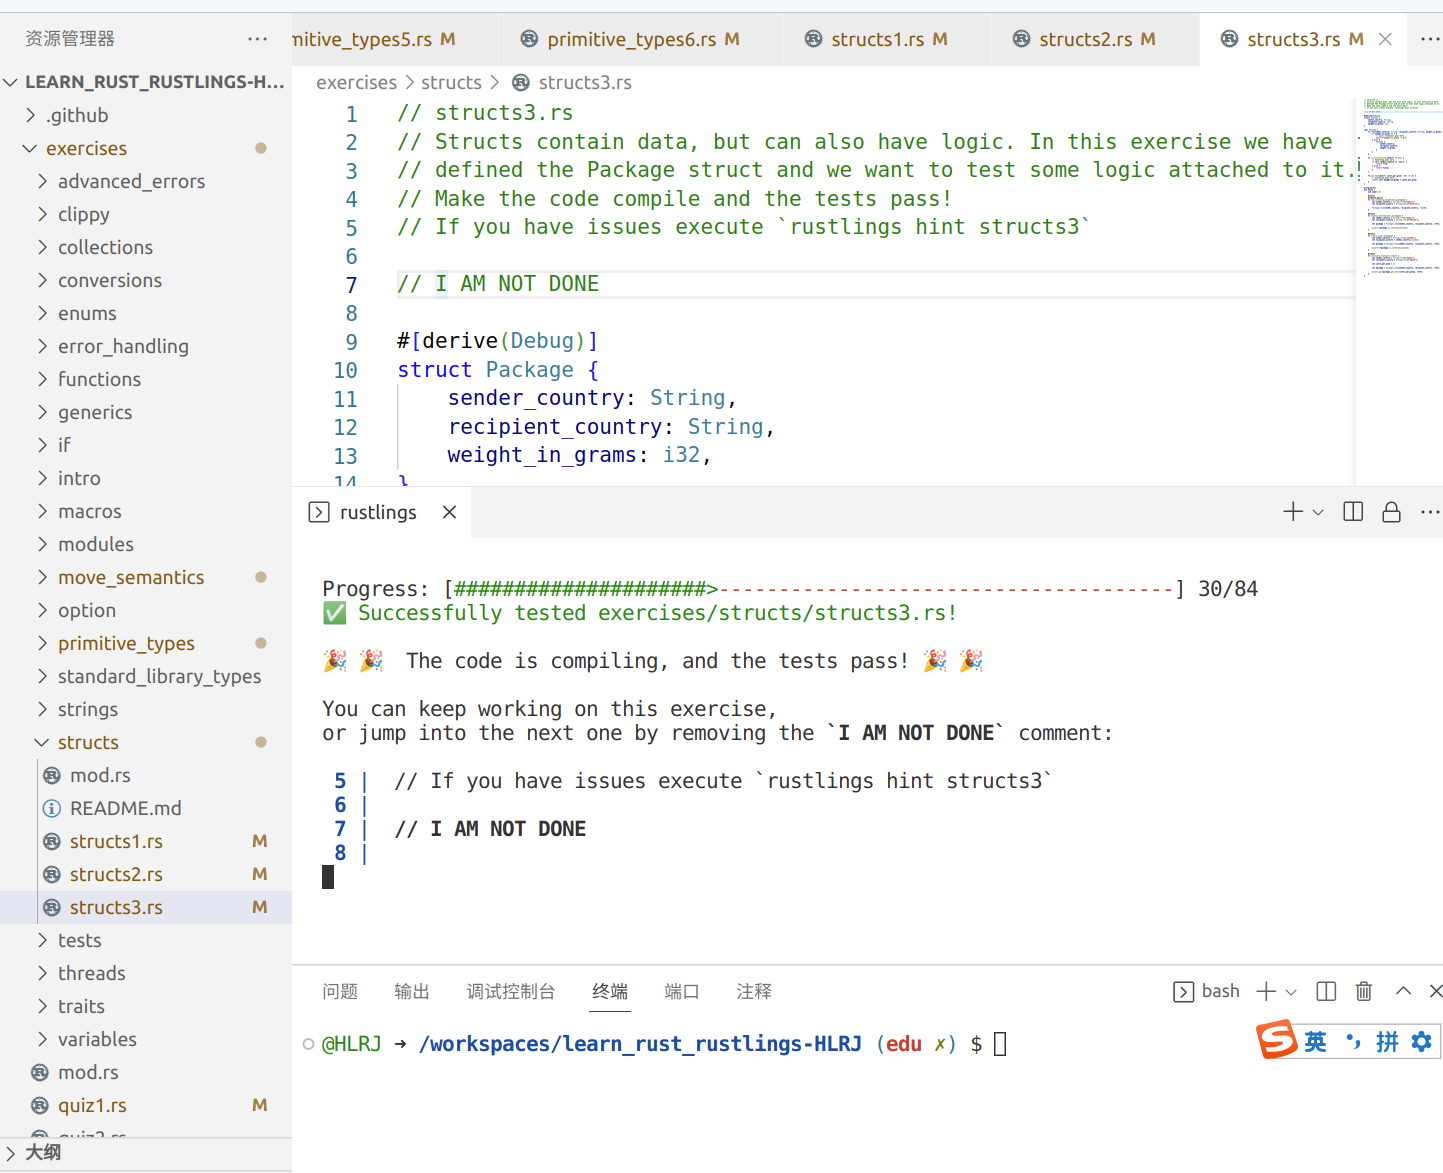 资源管理器
LEARN_RUST_RUSTLINGS-H...
.github
exercises
advanced_errors
clippy
collections
conversions
enums
error_handling
functions
generics
if
intro
macros
modules
move_semantics
option
primitive_types
standard_library_types
strings
structs
mod.rs
README.md
structs1.rs M
structs2.rs M
structs3.rs M
tests
threads
traits
variables
mod.rs
quiz1.rs M
quiz2.rs
大纲
mitive_types5.rs M primitive_types6.rs M structs1.rs M structs2.rs M structs3.rs M
exercises > structs > structs3.rs
1 // structs3.rs
2 // Structs contain data, but can also have logic. In this exercise we have
3 // defined the Package struct and we want to test some logic attached to it.
4 // Make the code compile and the tests pass!
5 // If you have issues execute `rustlings hint structs3`
6
7 // I AM NOT DONE
8
9 #[derive(Debug)]
10 struct Package {
11 sender_country: String,
12 recipient_country: String,
13 weight_in_grams: i32,
14 }
rustlings
Progress: [#####################>--------------------------------------] 30/84
✅ Successfully tested exercises/structs/structs3.rs!
🎉 🎉 The code is compiling, and the tests pass! 🎉 🎉
You can keep working on this exercise,
or jump into the next one by removing the `I AM NOT DONE` comment:
5 | // If you have issues execute `rustlings hint structs3`
6 |
7 | // I AM NOT DONE
8 |
问题 输出 调试控制台 终端 端口 注释
bash
@HLRJ → /workspaces/learn_rust_rustlings-HLRJ (edu ✗) $
S 英 拼